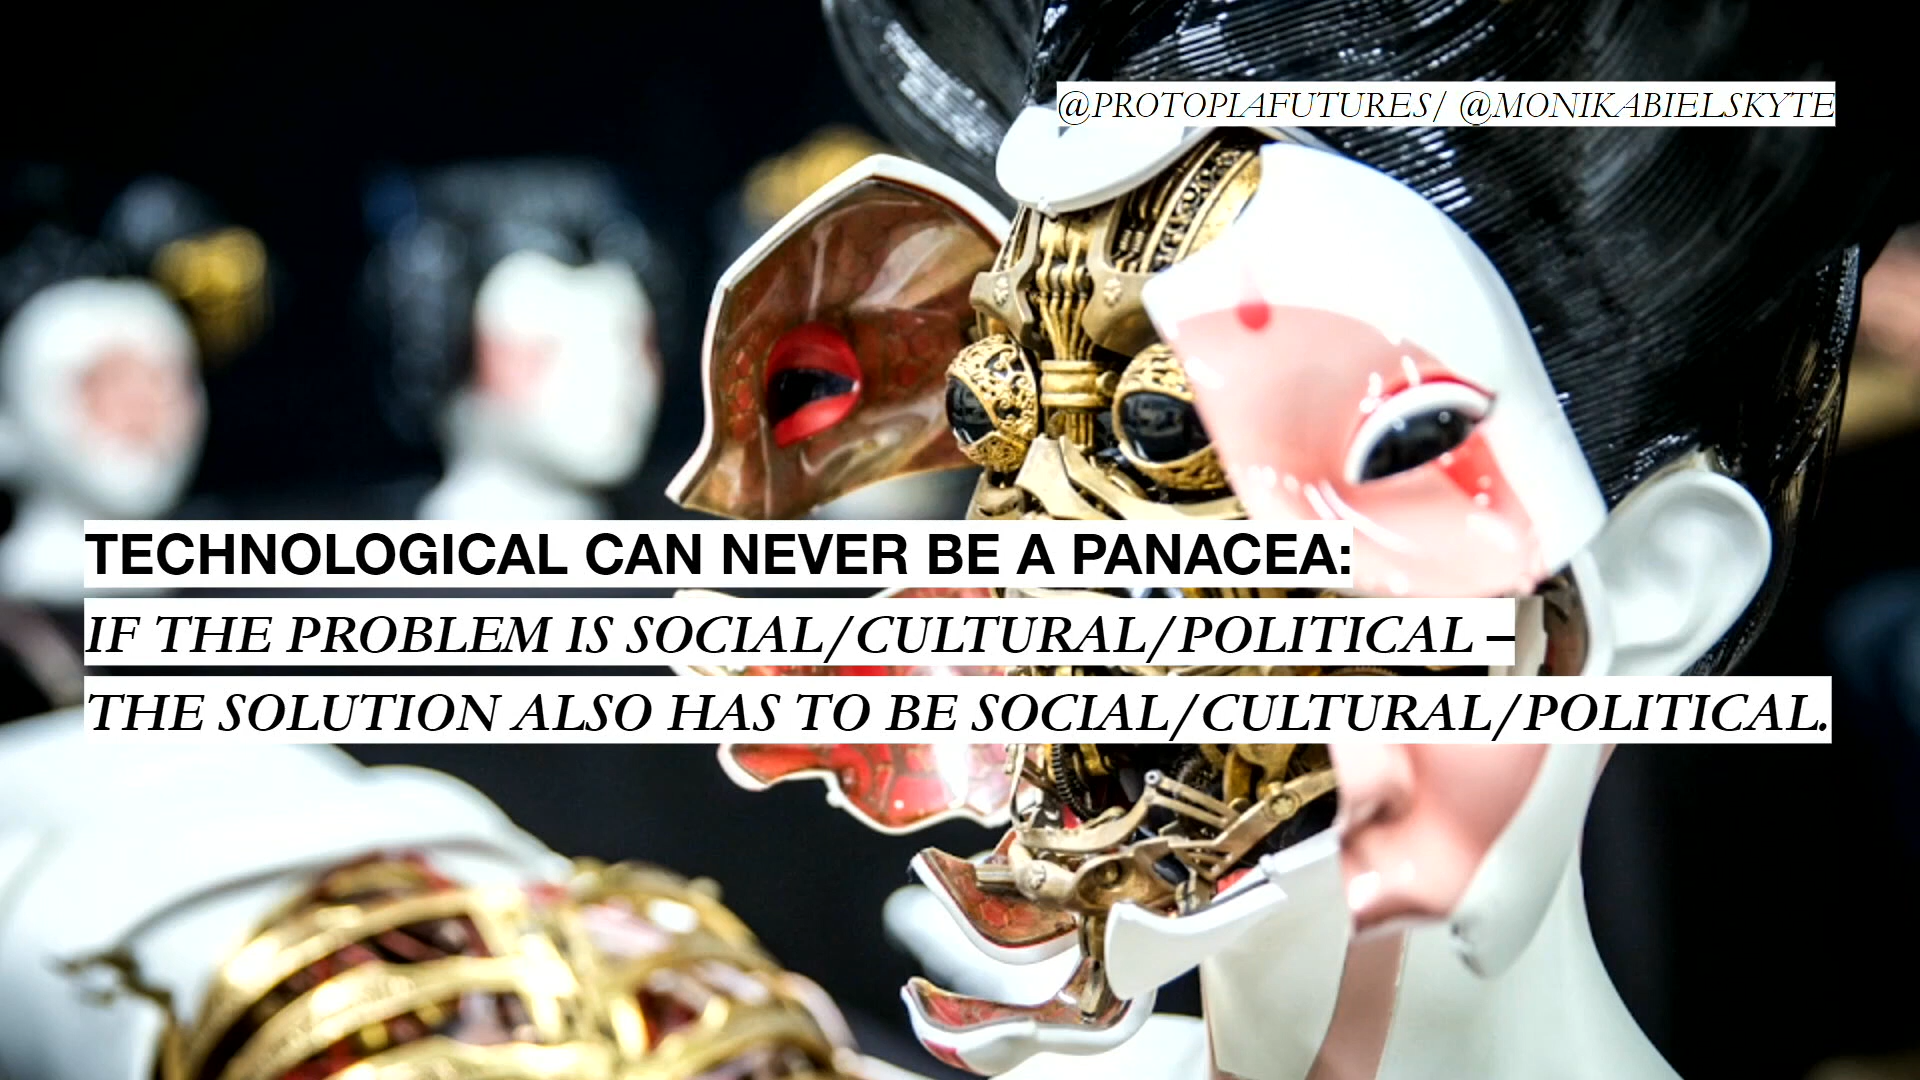 @PROTOPIAFUTURES/ @MONIKABIELSKYTE
TECHNOLOGICAL CAN NEVER BE A PANACEA:
IF THE PROBLEM IS SOCIAL/CULTURAL/POLITICAL –
THE SOLUTION ALSO HAS TO BE SOCIAL/CULTURAL/POLITICAL.